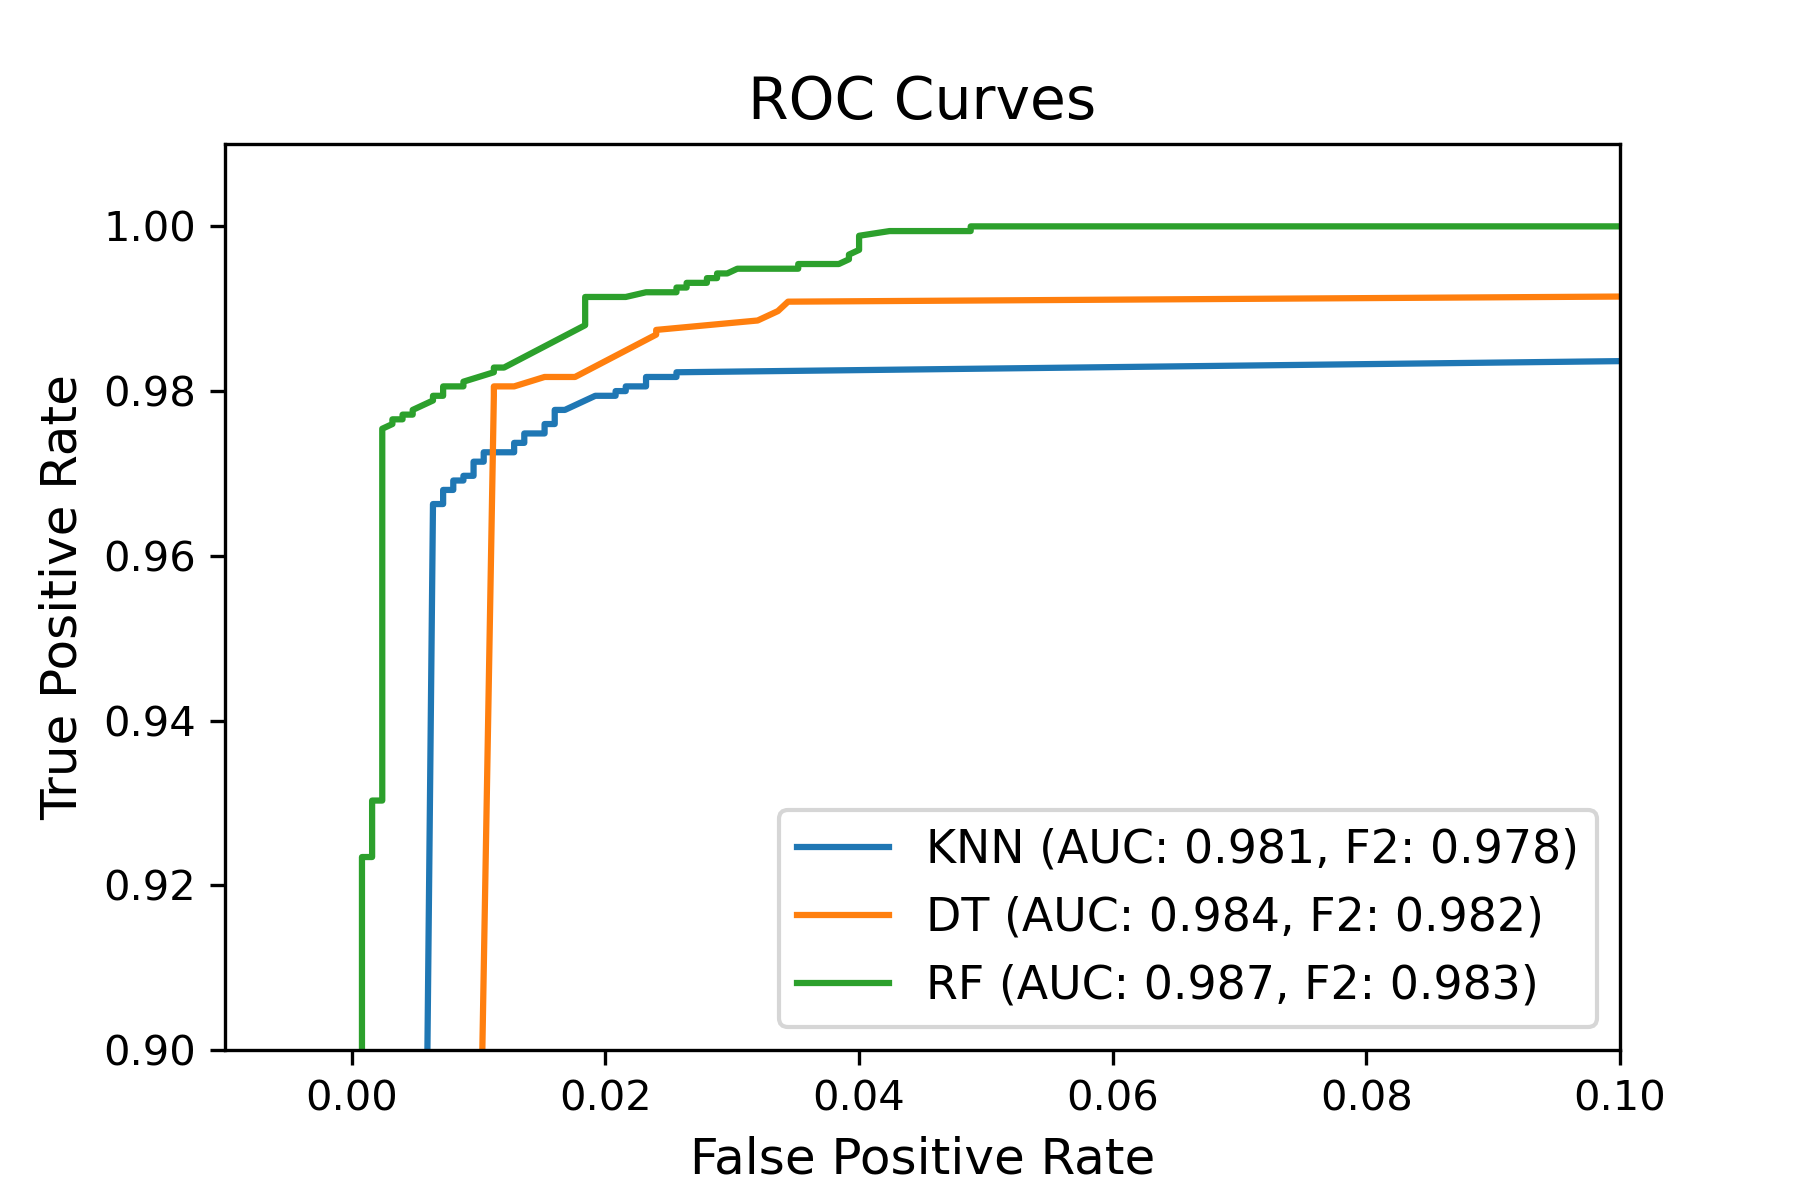 ROC Curves
1.00
0.98
0.96
0.94
0.92
0.90
True Positive Rate
KNN (AUC: 0.981, F2: 0.978)
DT (AUC: 0.984, F2: 0.982)
RF (AUC: 0.987, F2: 0.983)
0.00 0.02 0.04 0.06 0.08 0.10
False Positive Rate